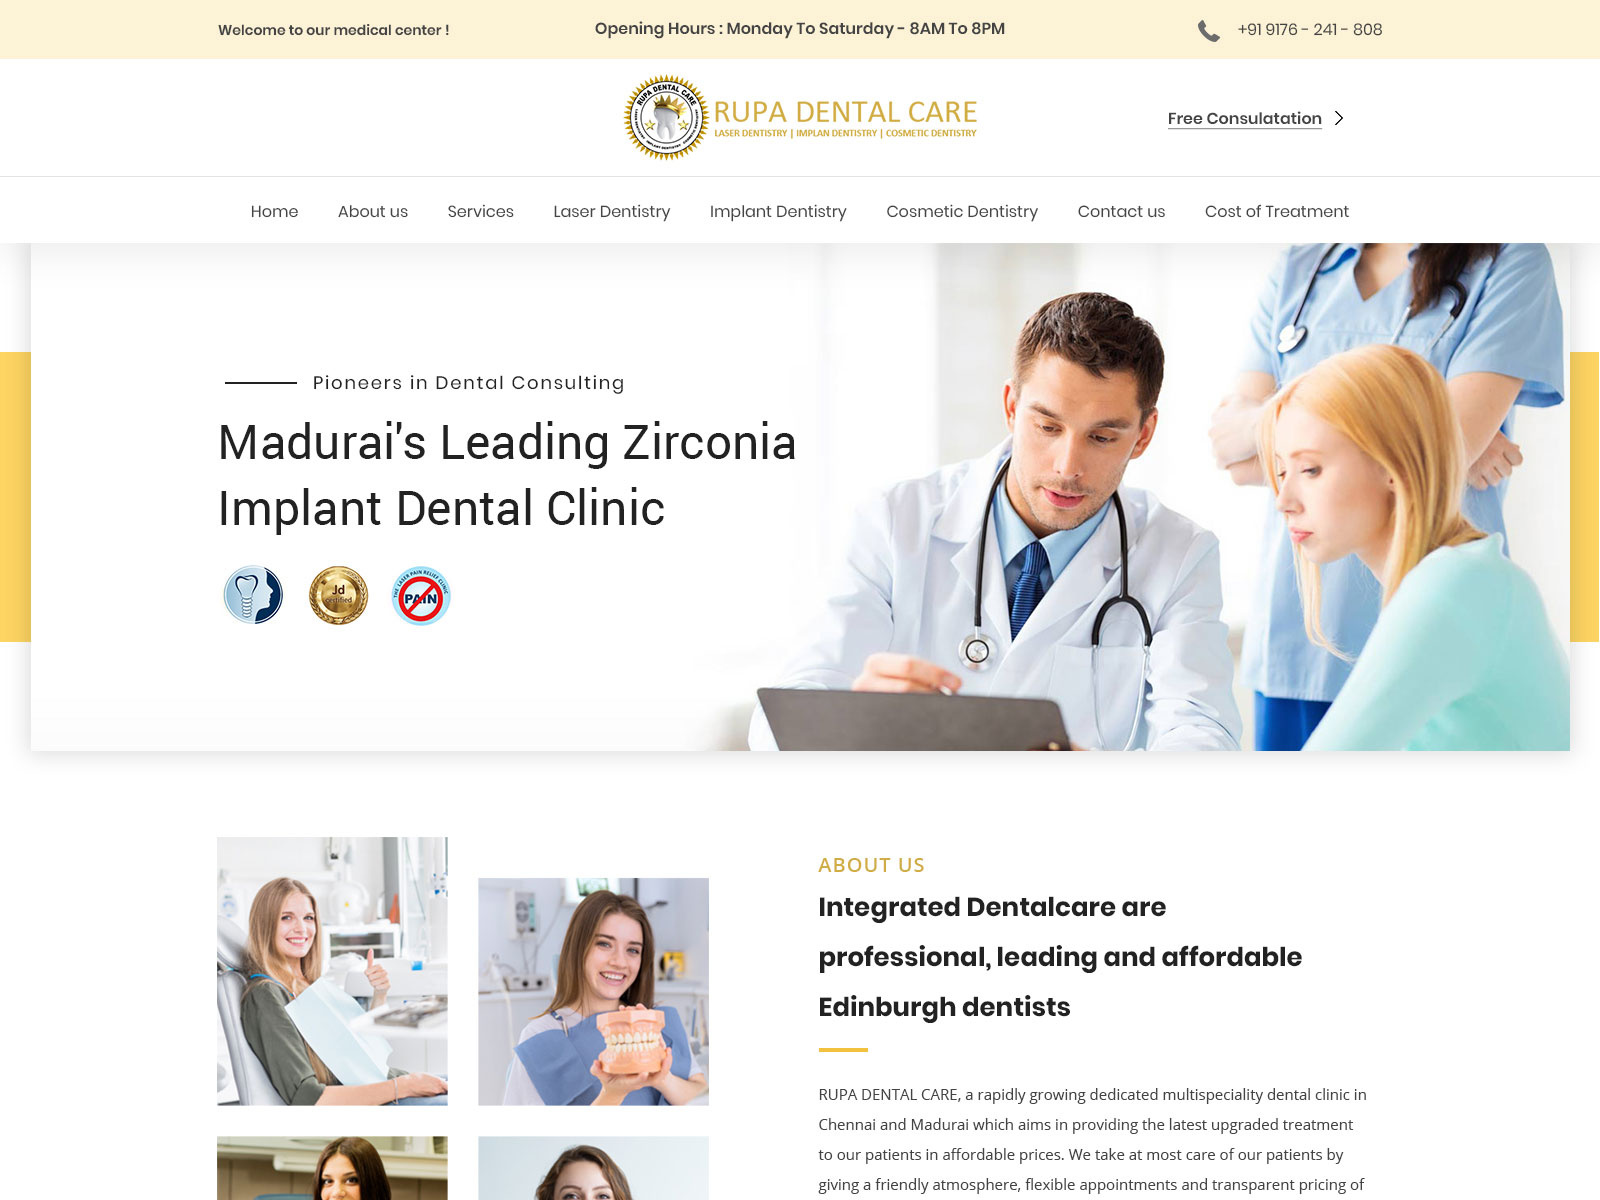 Welcome to our medical center !
Opening Hours : Monday To Saturday - 8AM To 8PM
+91 9176 - 241 - 808
RUPA DENTAL CARE
RUPA DENTAL CARE
LASER DENTISTRY | IMPLAN DENTISTRY | COSMETIC DENTISTRY
Free Consulatation
Home
About us
Services
Laser Dentistry
Implant Dentistry
Cosmetic Dentistry
Contact us
Cost of Treatment
Pioneers in Dental Consulting
Madurai's Leading Zirconia
Implant Dental Clinic
Jd
certified
THE LASER PAIN RELIEF CLINIC
PAIN
ABOUT US
Integrated Dentalcare are
professional, leading and affordable
Edinburgh dentists
RUPA DENTAL CARE, a rapidly growing dedicated multispeciality dental clinic in
Chennai and Madurai which aims in providing the latest upgraded treatment
to our patients in affordable prices. We take at most care of our patients by
giving a friendly atmosphere, flexible appointments and transparent pricing of